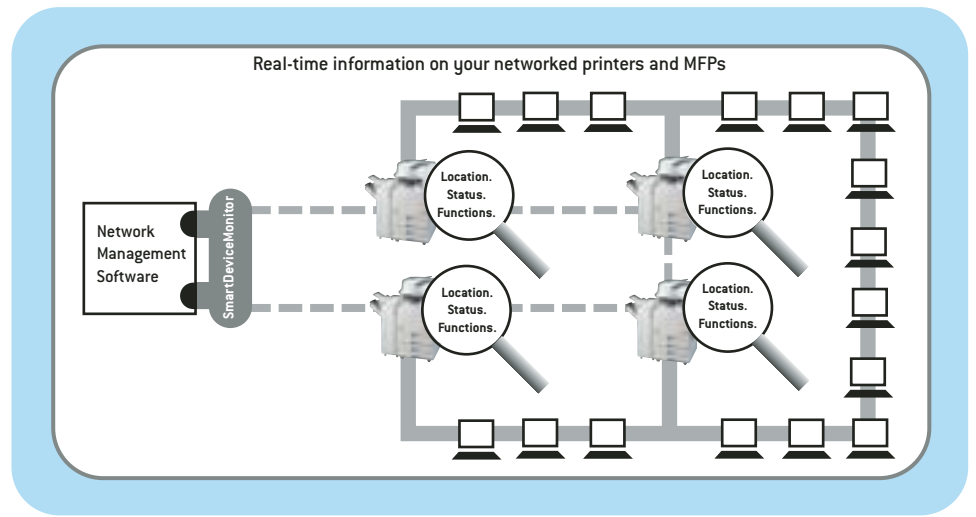 Real-time information on your networked printers and MFPs
Network
Management
Software
SmartDeviceMonitor
Location.
Status.
Functions.
Location.
Status.
Functions.
Location.
Status.
Functions.
Location.
Status.
Functions.